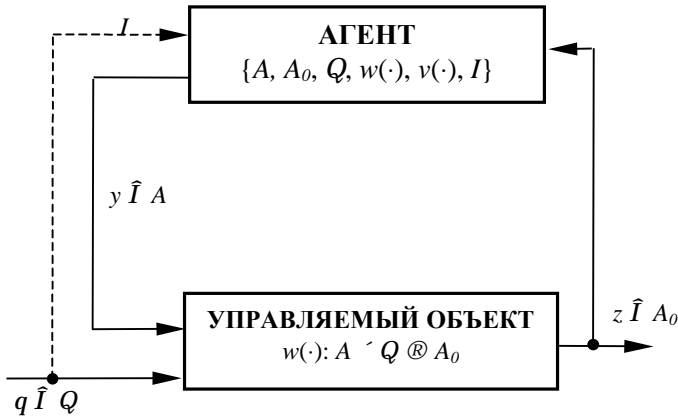 I
АГЕНТ
{A, A₀, Q, w(·), v(·), I}
y Î A
УПРАВЛЯЕМЫЙ ОБЪЕКТ
w(·): A ´ Q ® A₀
z Î A₀
q Î Q